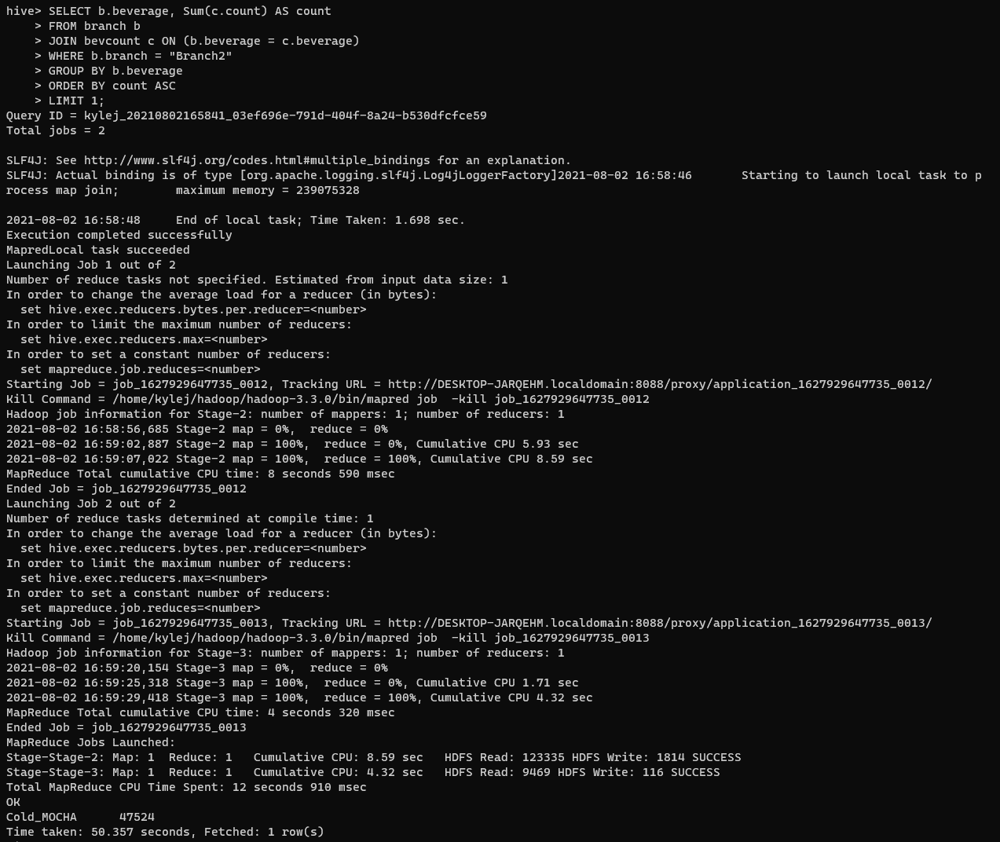 hive> SELECT b.beverage, Sum(c.count) AS count
    > FROM branch b
    > JOIN bevcount c ON (b.beverage = c.beverage)
    > WHERE b.branch = "Branch2"
    > GROUP BY b.beverage
    > ORDER BY count ASC
    > LIMIT 1;
Query ID = kylej_20210802165841_03ef696e-791d-404f-8a24-b530dfcfce59
Total jobs = 2
SLF4J: See http://www.slf4j.org/codes.html#multiple_bindings for an explanation.
SLF4J: Actual binding is of type [org.apache.logging.slf4j.Log4jLoggerFactory]2021-08-02 16:58:46       Starting to launch local task to p
rocess map join;        maximum memory = 239075328
2021-08-02 16:58:48     End of local task; Time Taken: 1.698 sec.
Execution completed successfully
MapredLocal task succeeded
Launching Job 1 out of 2
Number of reduce tasks not specified. Estimated from input data size: 1
In order to change the average load for a reducer (in bytes):
  set hive.exec.reducers.bytes.per.reducer=<number>
In order to limit the maximum number of reducers:
  set hive.exec.reducers.max=<number>
In order to set a constant number of reducers:
  set mapreduce.job.reduces=<number>
Starting Job = job_1627929647735_0012, Tracking URL = http://DESKTOP-JARQEHM.localdomain:8088/proxy/application_1627929647735_0012/
Kill Command = /home/kylej/hadoop/hadoop-3.3.0/bin/mapred job  -kill job_1627929647735_0012
Hadoop job information for Stage-2: number of mappers: 1; number of reducers: 1
2021-08-02 16:58:56,685 Stage-2 map = 0%,  reduce = 0%
2021-08-02 16:59:02,887 Stage-2 map = 100%,  reduce = 0%, Cumulative CPU 5.93 sec
2021-08-02 16:59:07,022 Stage-2 map = 100%,  reduce = 100%, Cumulative CPU 8.59 sec
MapReduce Total cumulative CPU time: 8 seconds 590 msec
Ended Job = job_1627929647735_0012
Launching Job 2 out of 2
Number of reduce tasks determined at compile time: 1
In order to change the average load for a reducer (in bytes):
  set hive.exec.reducers.bytes.per.reducer=<number>
In order to limit the maximum number of reducers:
  set hive.exec.reducers.max=<number>
In order to set a constant number of reducers:
  set mapreduce.job.reduces=<number>
Starting Job = job_1627929647735_0013, Tracking URL = http://DESKTOP-JARQEHM.localdomain:8088/proxy/application_1627929647735_0013/
Kill Command = /home/kylej/hadoop/hadoop-3.3.0/bin/mapred job  -kill job_1627929647735_0013
Hadoop job information for Stage-3: number of mappers: 1; number of reducers: 1
2021-08-02 16:59:20,154 Stage-3 map = 0%,  reduce = 0%
2021-08-02 16:59:25,318 Stage-3 map = 100%,  reduce = 0%, Cumulative CPU 1.71 sec
2021-08-02 16:59:29,418 Stage-3 map = 100%,  reduce = 100%, Cumulative CPU 4.32 sec
MapReduce Total cumulative CPU time: 4 seconds 320 msec
Ended Job = job_1627929647735_0013
MapReduce Jobs Launched:
Stage-Stage-2: Map: 1  Reduce: 1   Cumulative CPU: 8.59 sec   HDFS Read: 123335 HDFS Write: 1814 SUCCESS
Stage-Stage-3: Map: 1  Reduce: 1   Cumulative CPU: 4.32 sec   HDFS Read: 9469 HDFS Write: 116 SUCCESS
Total MapReduce CPU Time Spent: 12 seconds 910 msec
OK
Cold_MOCHA      47524
Time taken: 50.357 seconds, Fetched: 1 row(s)